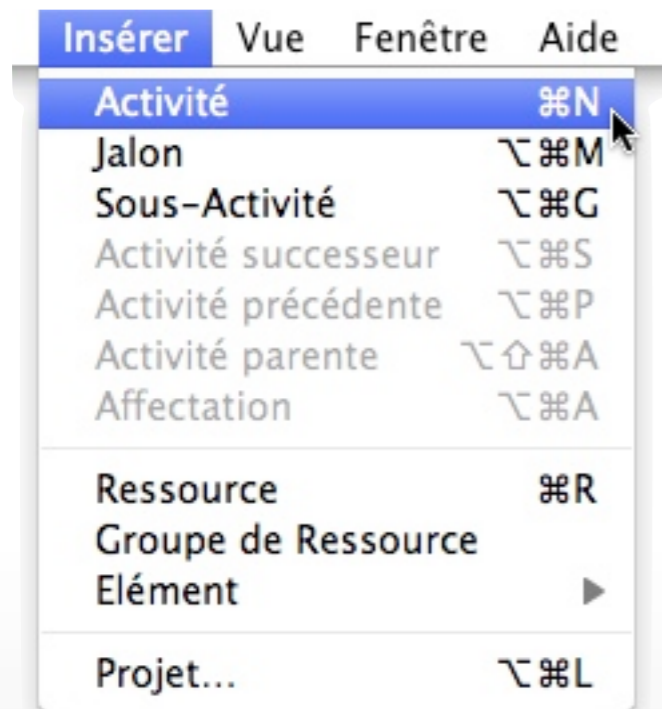 Insérer Vue Fenêtre Aide
Activité ⌘N
Jalon ⌥⌘M
Sous-Activité ⌥⌘G
Activité successeur ⌥⌘S
Activité précédente ⌥⌘P
Activité parente ⌥⇧⌘A
Affectation ⌥⌘A
Ressource ⌘R
Groupe de Ressource
Elément ▶
Projet... ⌥⌘L